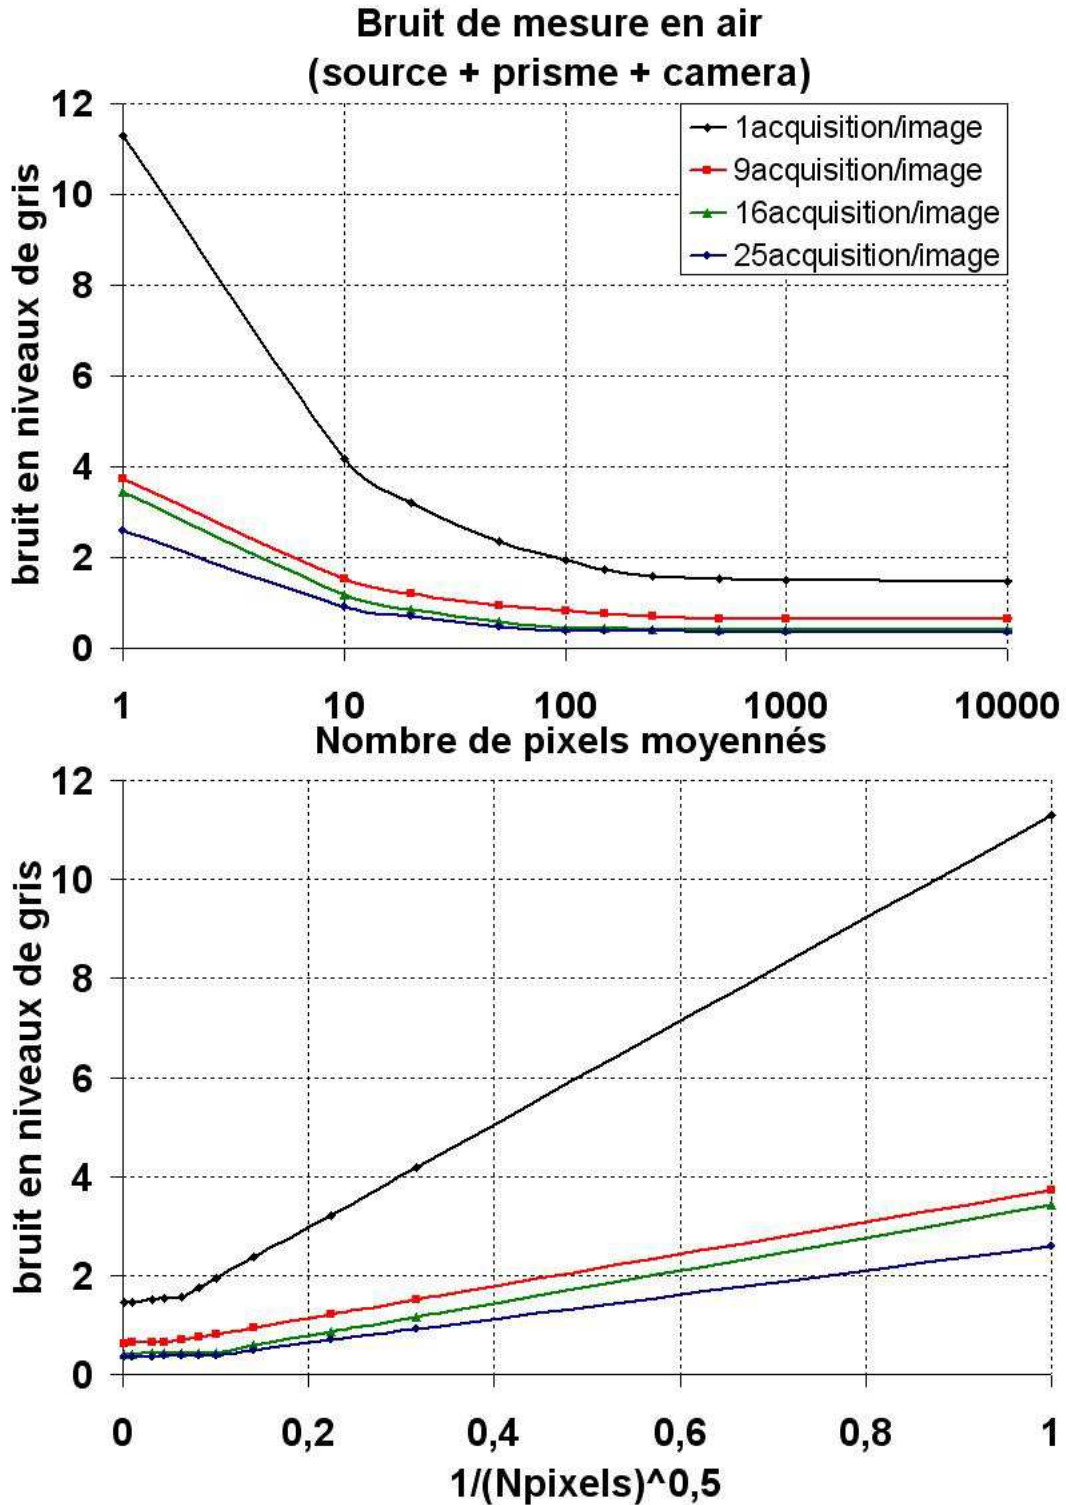 Bruit de mesure en air
(source + prisme + camera)
bruit en niveaux de gris
12
10
8
6
4
2
0
1acquisition/image
9acquisition/image
16acquisition/image
25acquisition/image
1 10 100 1000 10000
Nombre de pixels moyennés
bruit en niveaux de gris
12
10
8
6
4
2
0
0 0,2 0,4 0,6 0,8 1
1/(Npixels)^0,5